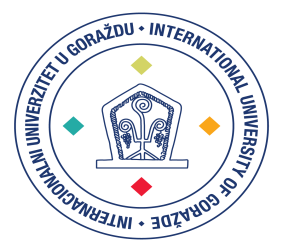 INTERNACIONALNI UNIVERZITET U GORAŽDU • INTERNATIONAL UNIVERSITY OF GORAŽDE •